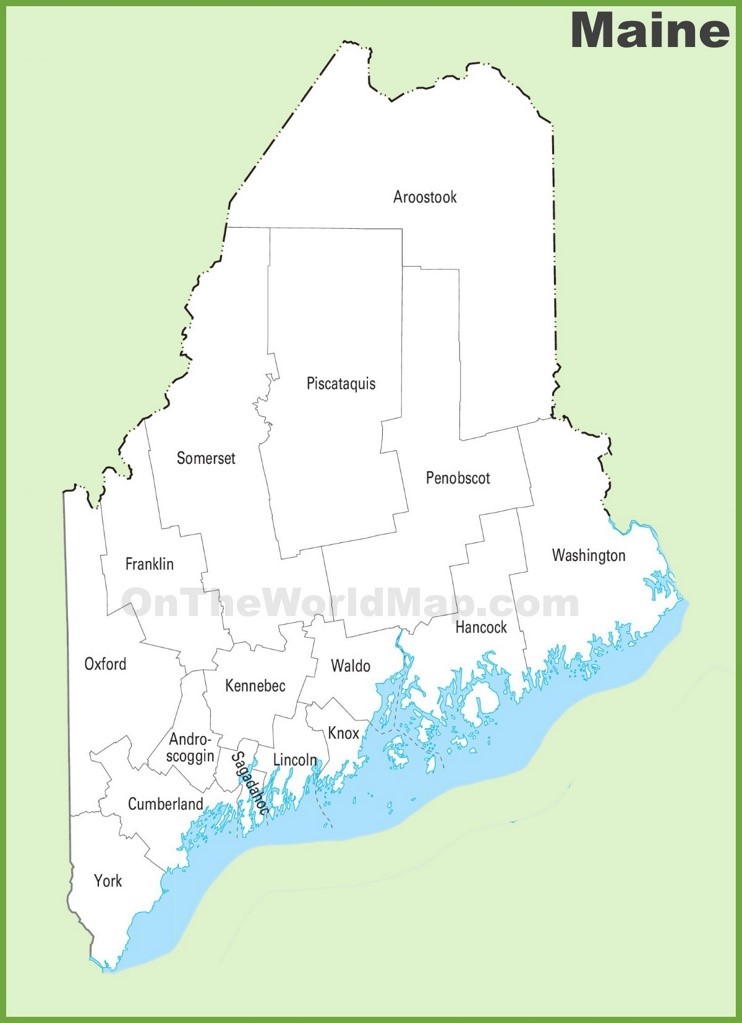 Maine
Aroostook
Piscataquis
Somerset
Penobscot
Franklin
Washington
OnTheWorldMap.com
Hancock
Oxford
Waldo
Kennebec
Knox
Andro-
scoggin
Sagadahoc
Lincoln
Cumberland
York